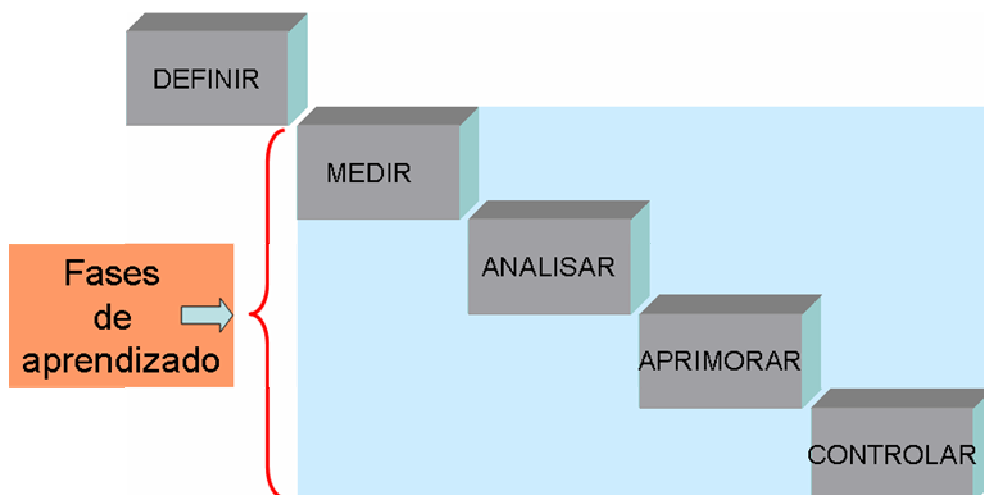 DEFINIR
MEDIR
ANALISAR
APRIMORAR
CONTROLAR
Fases
de
aprendizado